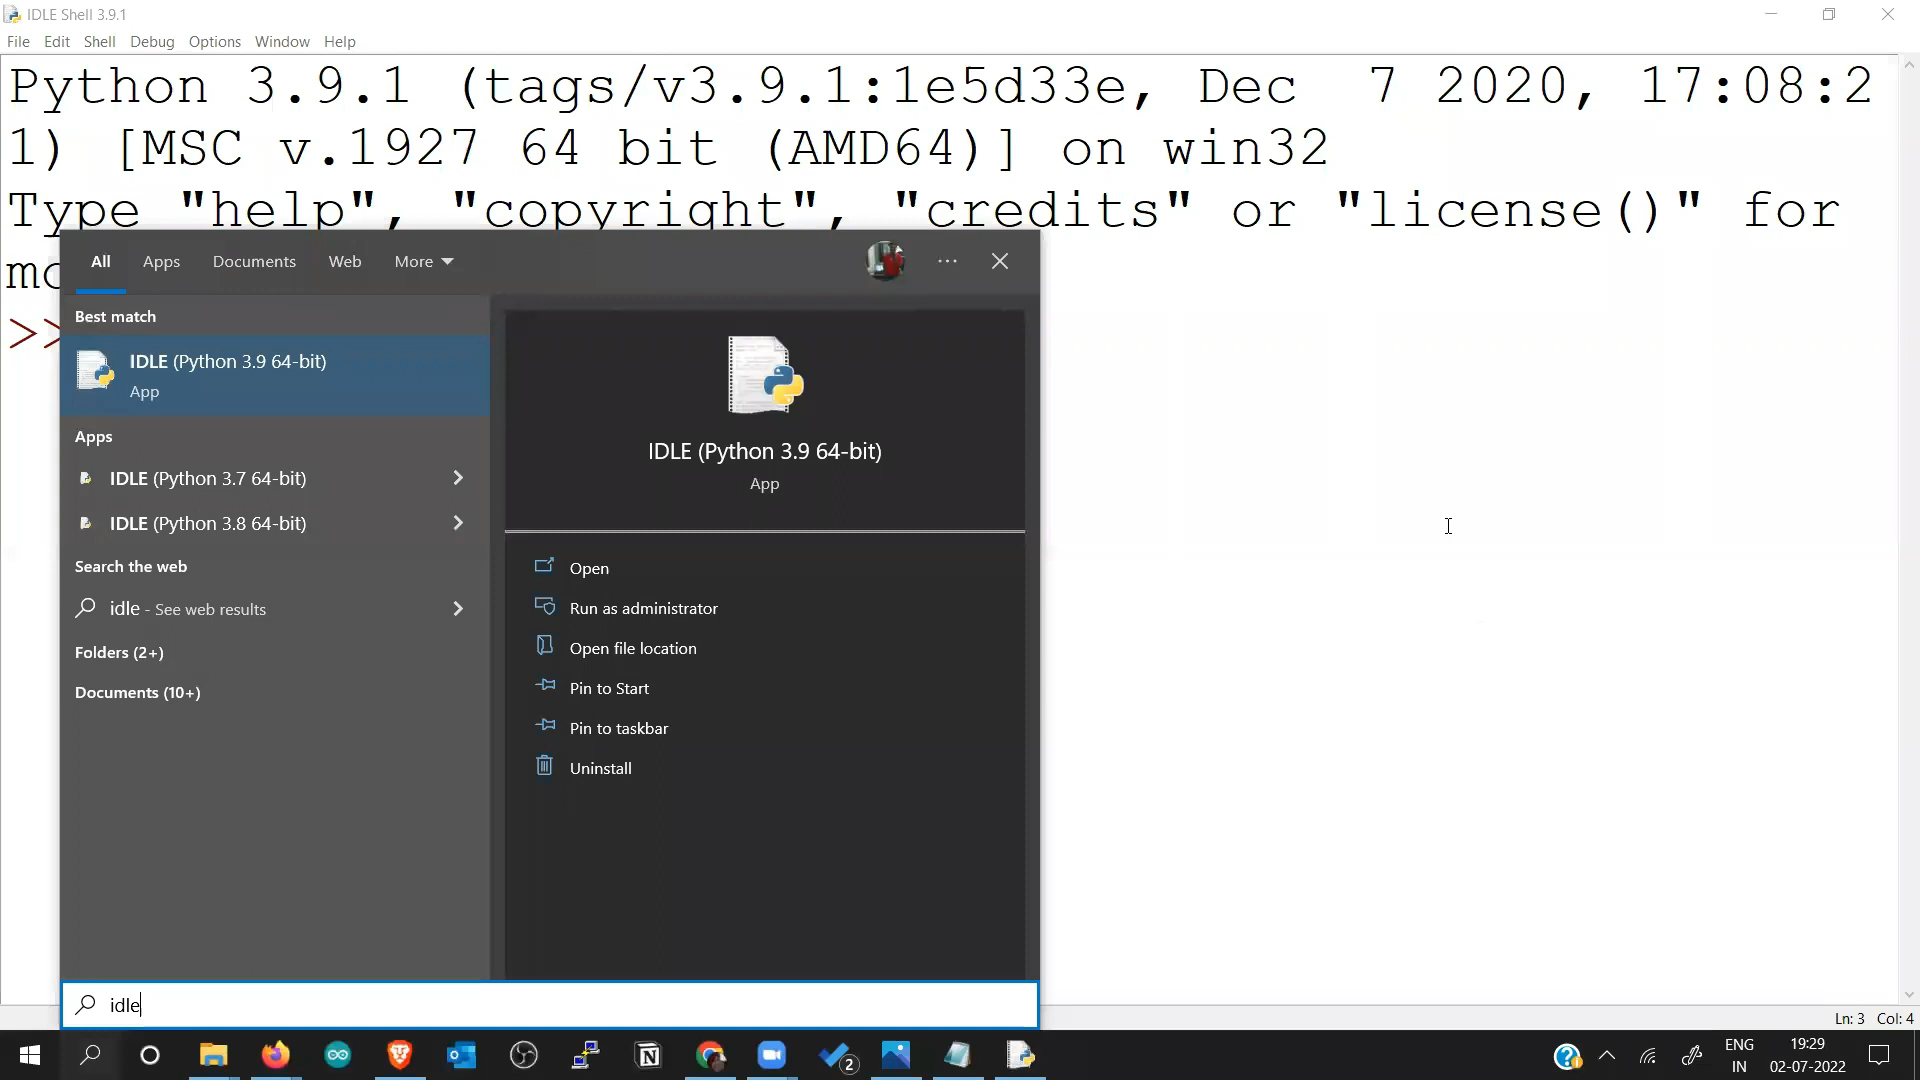 IDLE Shell 3.9.1
File Edit Shell Debug Options Window Help
Python 3.9.1 (tags/v3.9.1:1e5d33e, Dec  7 2020, 17:08:2
1) [MSC v.1927 64 bit (AMD64)] on win32
Type "help", "copyright", "credits" or "license()" for
>>
All Apps Documents Web More
Best match
IDLE (Python 3.9 64-bit)
App
Apps
IDLE (Python 3.7 64-bit)
IDLE (Python 3.8 64-bit)
Search the web
idle - See web results
Folders (2+)
Documents (10+)
IDLE (Python 3.9 64-bit)
App
Open
Run as administrator
Open file location
Pin to Start
Pin to taskbar
Uninstall
idle
Ln: 3 Col: 4
2
ENG
IN
19:29
02-07-2022